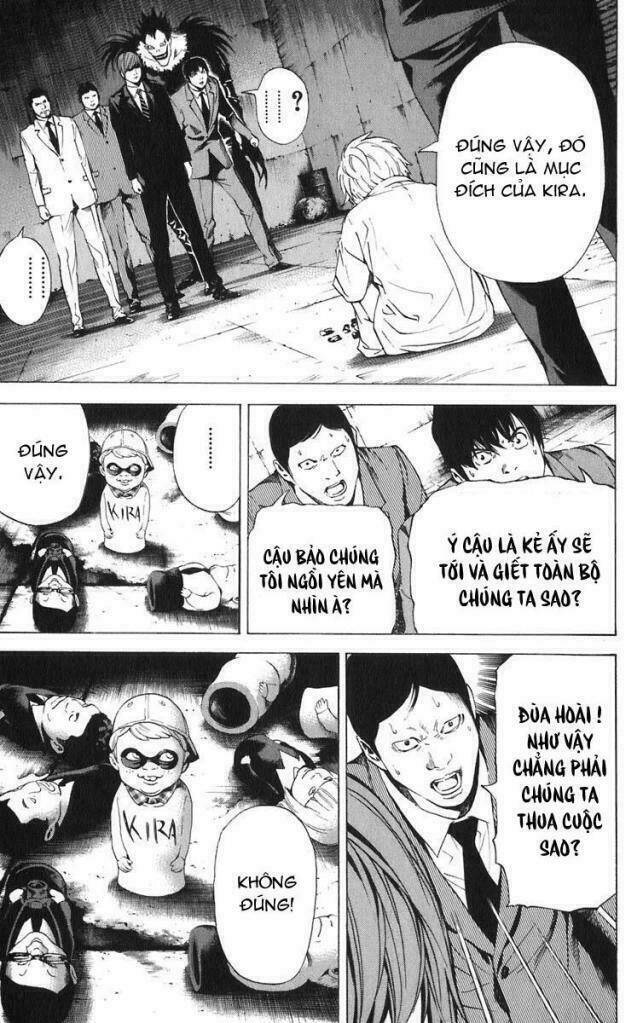 ĐÚNG VẬY, ĐÓ
CŨNG LÀ MỤC
ĐÍCH CỦA KIRA.
...... ?
......
Ý CẬU LÀ KẺ ẤY SẼ
TỚI VÀ GIẾT TOÀN BỘ
CHÚNG TA SAO?
CẬU BẢO CHÚNG
TÔI NGỒI YÊN MÀ
NHÌN À?
......
ĐÚNG
VẬY.
KIRA
ĐÙA HOÀI !
NHƯ VẬY
CHẲNG PHẢI
CHÚNG TA
THUA CUỘC
SAO?
KIRA
KHÔNG
ĐÚNG!